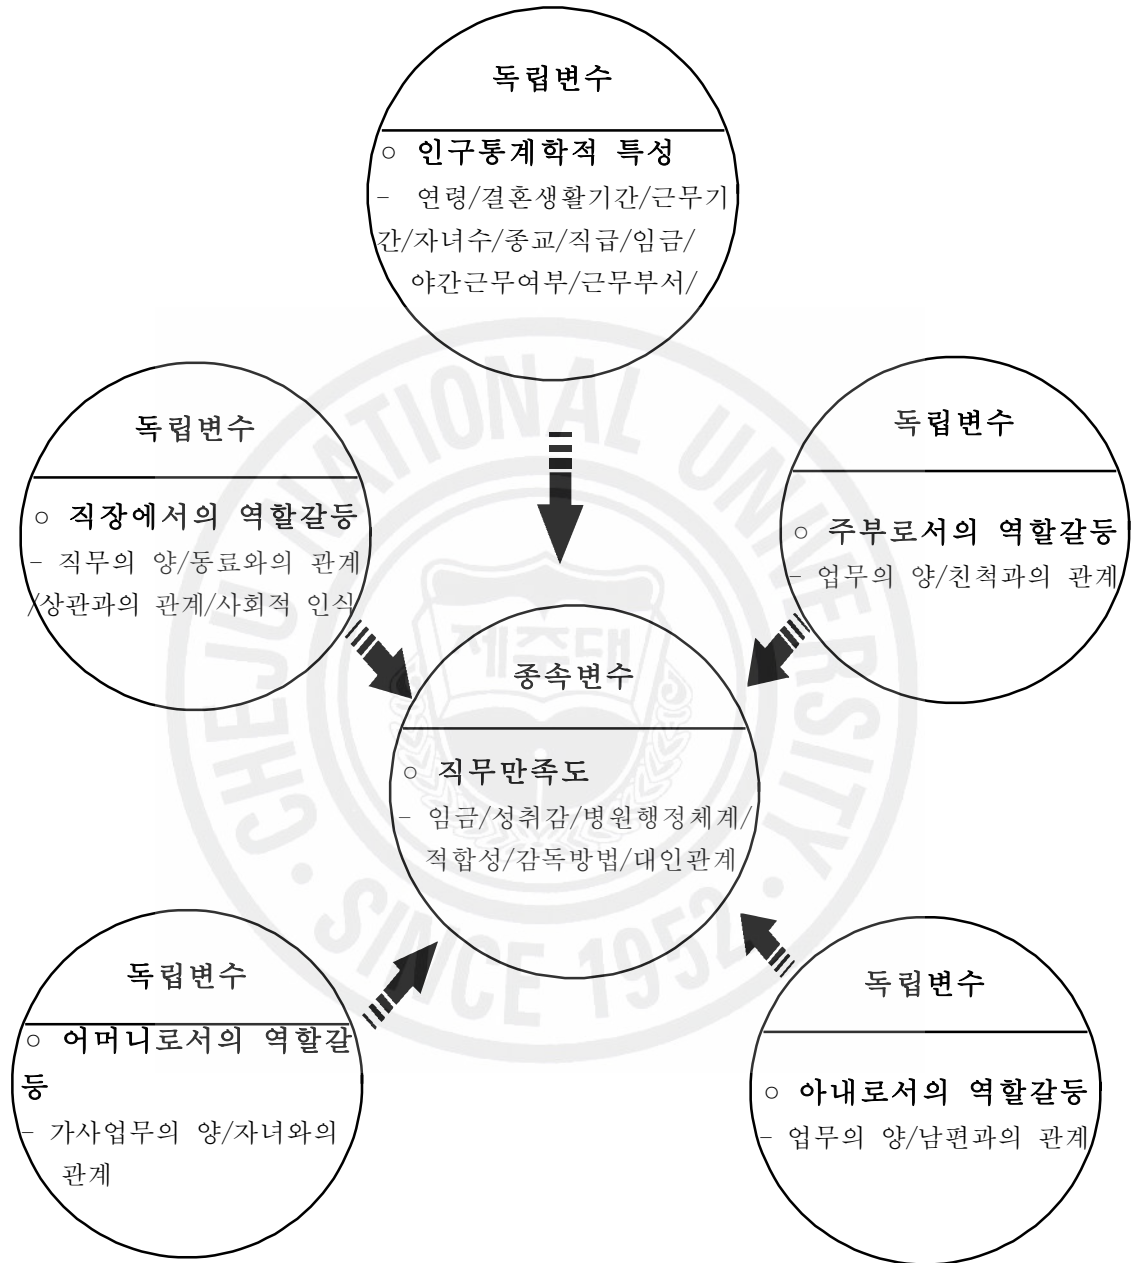 독립변수
○ 인구통계학적 특성
- 연령/결혼생활기간/근무기
간/자녀수/종교/직급/임금/
야간근무여부/근무부서/
독립변수
○ 직장에서의 역할갈등
- 직무의 양/동료와의 관계
/상관과의 관계/사회적 인식
독립변수
○ 주부로서의 역할갈등
- 업무의 양/친척과의 관계
종속변수
○ 직무만족도
- 임금/성취감/병원행정체계/
적합성/감독방법/대인관계
독립변수
○ 어머니로서의 역할갈
등
- 가사업무의 양/자녀와의
관계
독립변수
○ 아내로서의 역할갈등
- 업무의 양/남편과의 관계
CHEJU NATIONAL UNIVERSITY
제주대
SINCE 1952